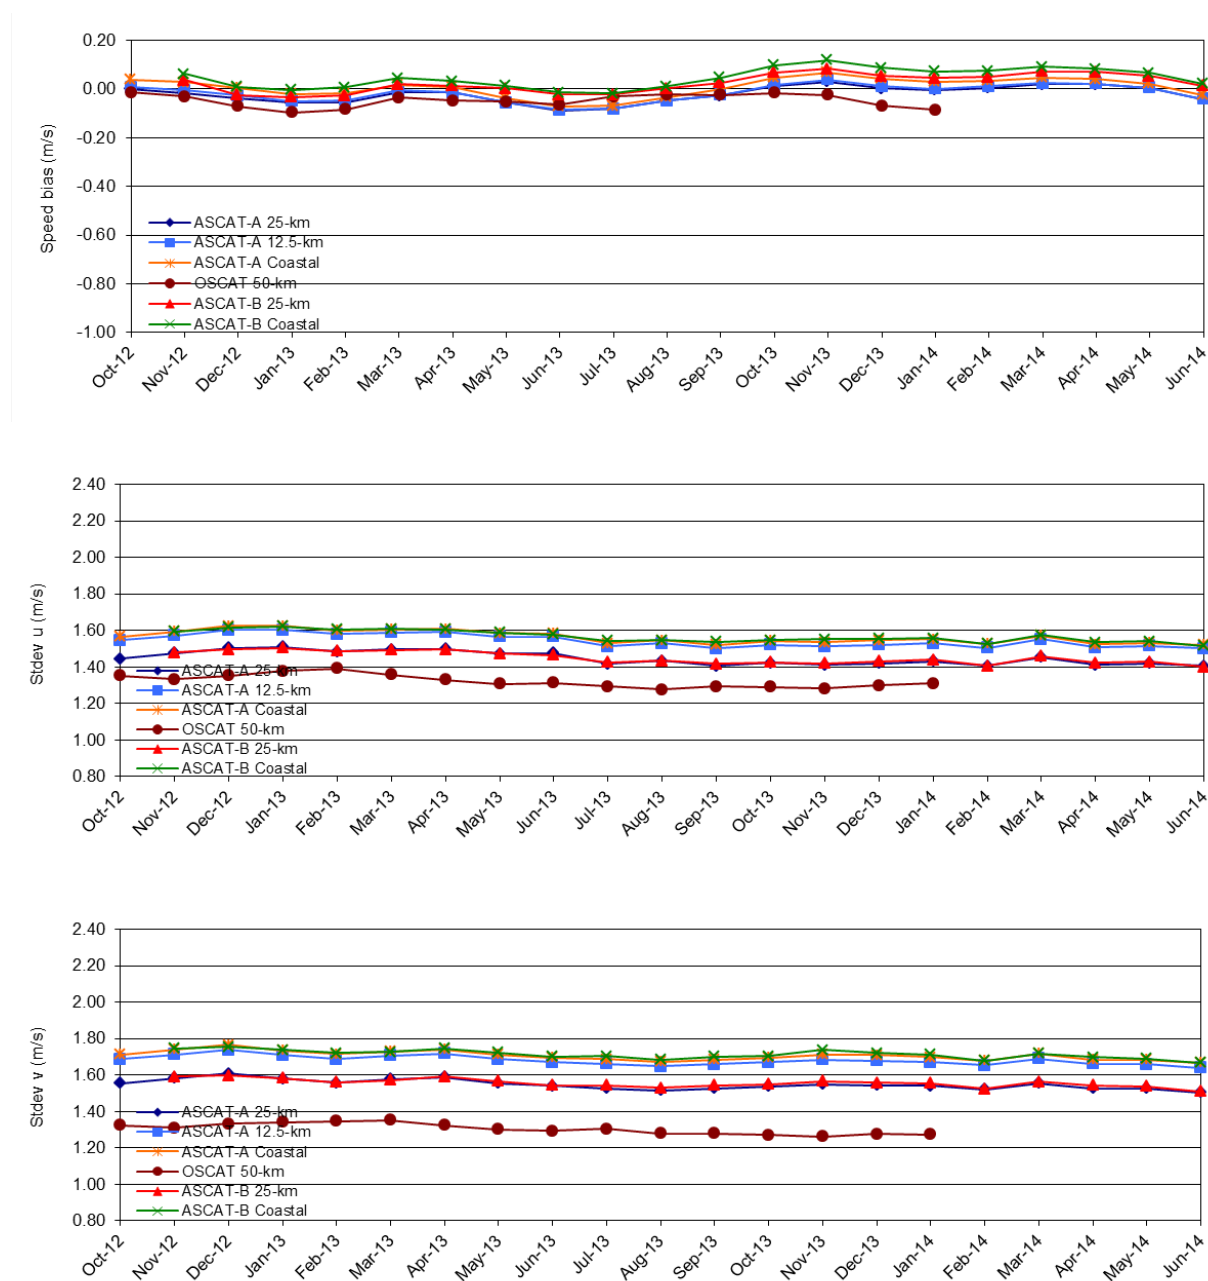 0.20
0.00
-0.20
-0.40
-0.60
-0.80
-1.00
Speed bias (m/s)
ASCAT-A 25-km
ASCAT-A 12.5-km
ASCAT-A Coastal
OSCAT 50-km
ASCAT-B 25-km
ASCAT-B Coastal
Oct-12 Nov-12 Dec-12 Jan-13 Feb-13 Mar-13 Apr-13 May-13 Jun-13 Jul-13 Aug-13 Sep-13 Oct-13 Nov-13 Dec-13 Jan-14 Feb-14 Mar-14 Apr-14 May-14 Jun-14
2.40
2.20
2.00
1.80
1.60
1.40
1.20
1.00
0.80
Stdev u (m/s)
ASCAT-A 25-km
ASCAT-A 12.5-km
ASCAT-A Coastal
OSCAT 50-km
ASCAT-B 25-km
ASCAT-B Coastal
Oct-12 Nov-12 Dec-12 Jan-13 Feb-13 Mar-13 Apr-13 May-13 Jun-13 Jul-13 Aug-13 Sep-13 Oct-13 Nov-13 Dec-13 Jan-14 Feb-14 Mar-14 Apr-14 May-14 Jun-14
2.40
2.20
2.00
1.80
1.60
1.40
1.20
1.00
0.80
Stdev v (m/s)
ASCAT-A 25-km
ASCAT-A 12.5-km
ASCAT-A Coastal
OSCAT 50-km
ASCAT-B 25-km
ASCAT-B Coastal
Oct-12 Nov-12 Dec-12 Jan-13 Feb-13 Mar-13 Apr-13 May-13 Jun-13 Jul-13 Aug-13 Sep-13 Oct-13 Nov-13 Dec-13 Jan-14 Feb-14 Mar-14 Apr-14 May-14 Jun-14